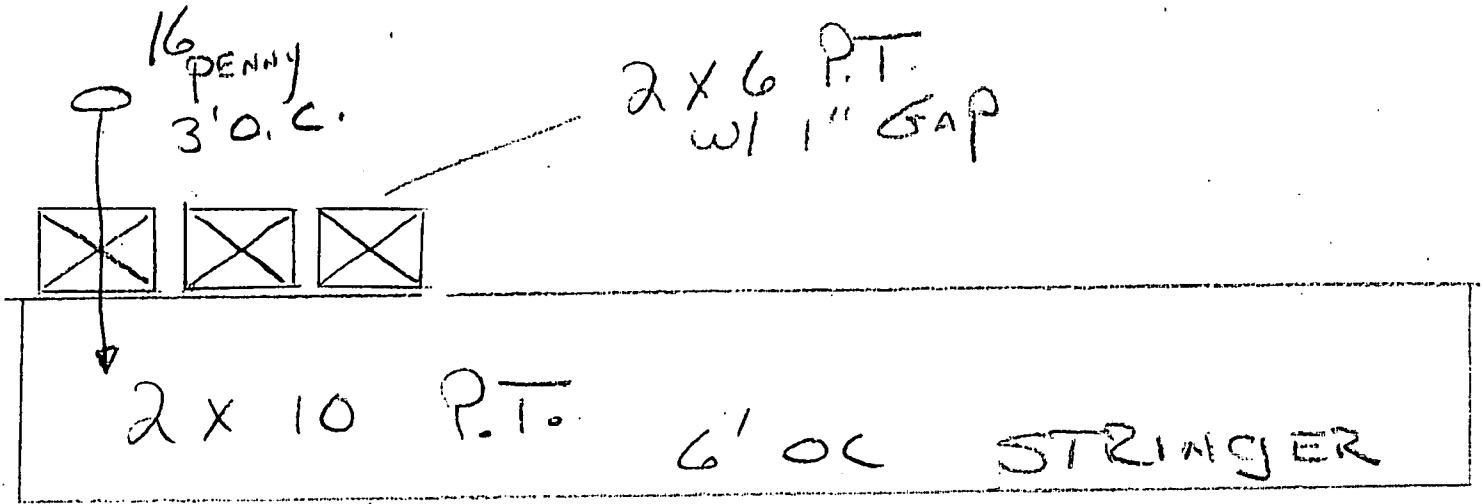 16
PENNY
3' O.C.
2 X 6 P.T.
W/ 1" GAP
2 X 10 P.T. 6' OC STRINGER